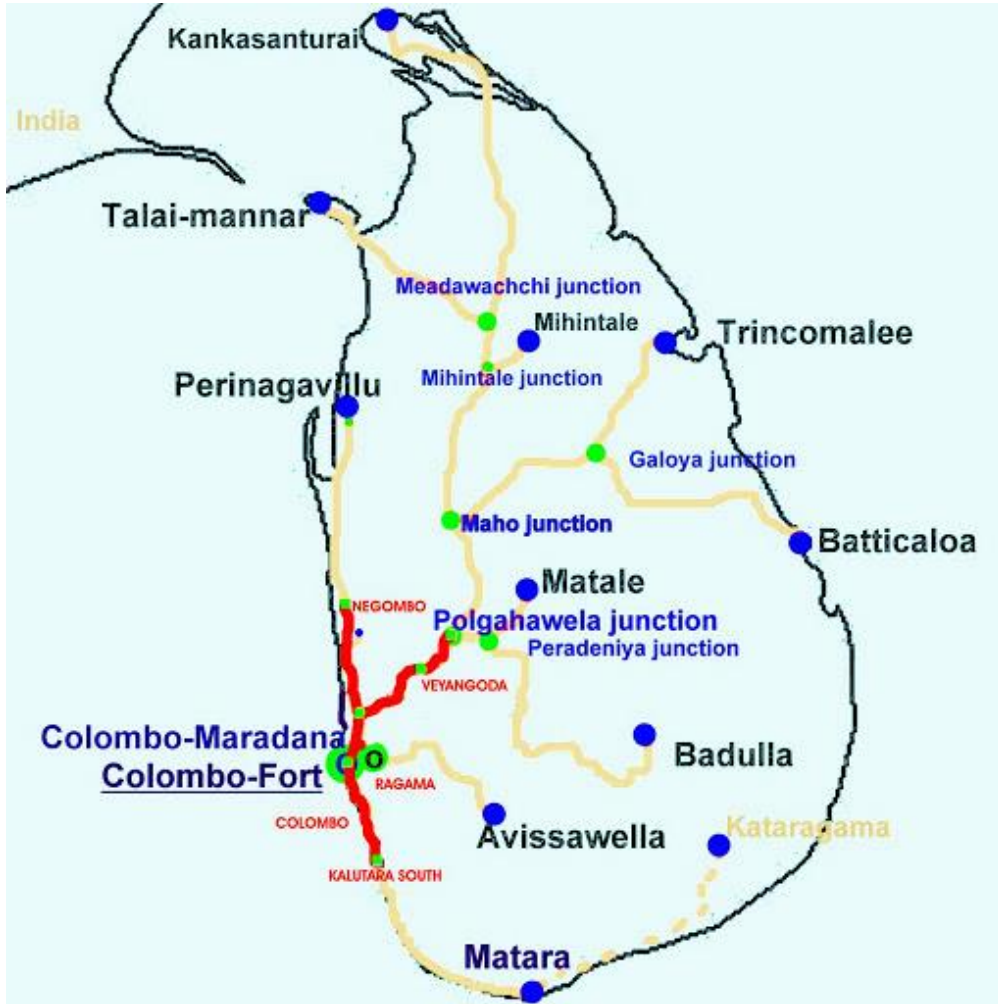 Kankasanturai
India
Talai-mannar
Meadawachchi junction
Mihintale
Trincomalee
Mihintale junction
Perinagavillu
Galoya junction
Maho junction
Batticaloa
Matale
NEGOMBO
Polgahawela junction
Peradeniya junction
VEYANGODA
Colombo-Maradana
O
Badulla
Colombo-Fort
RAGAMA
COLOMBO
Avissawella
Kataragama
KALUTARA SOUTH
Matara